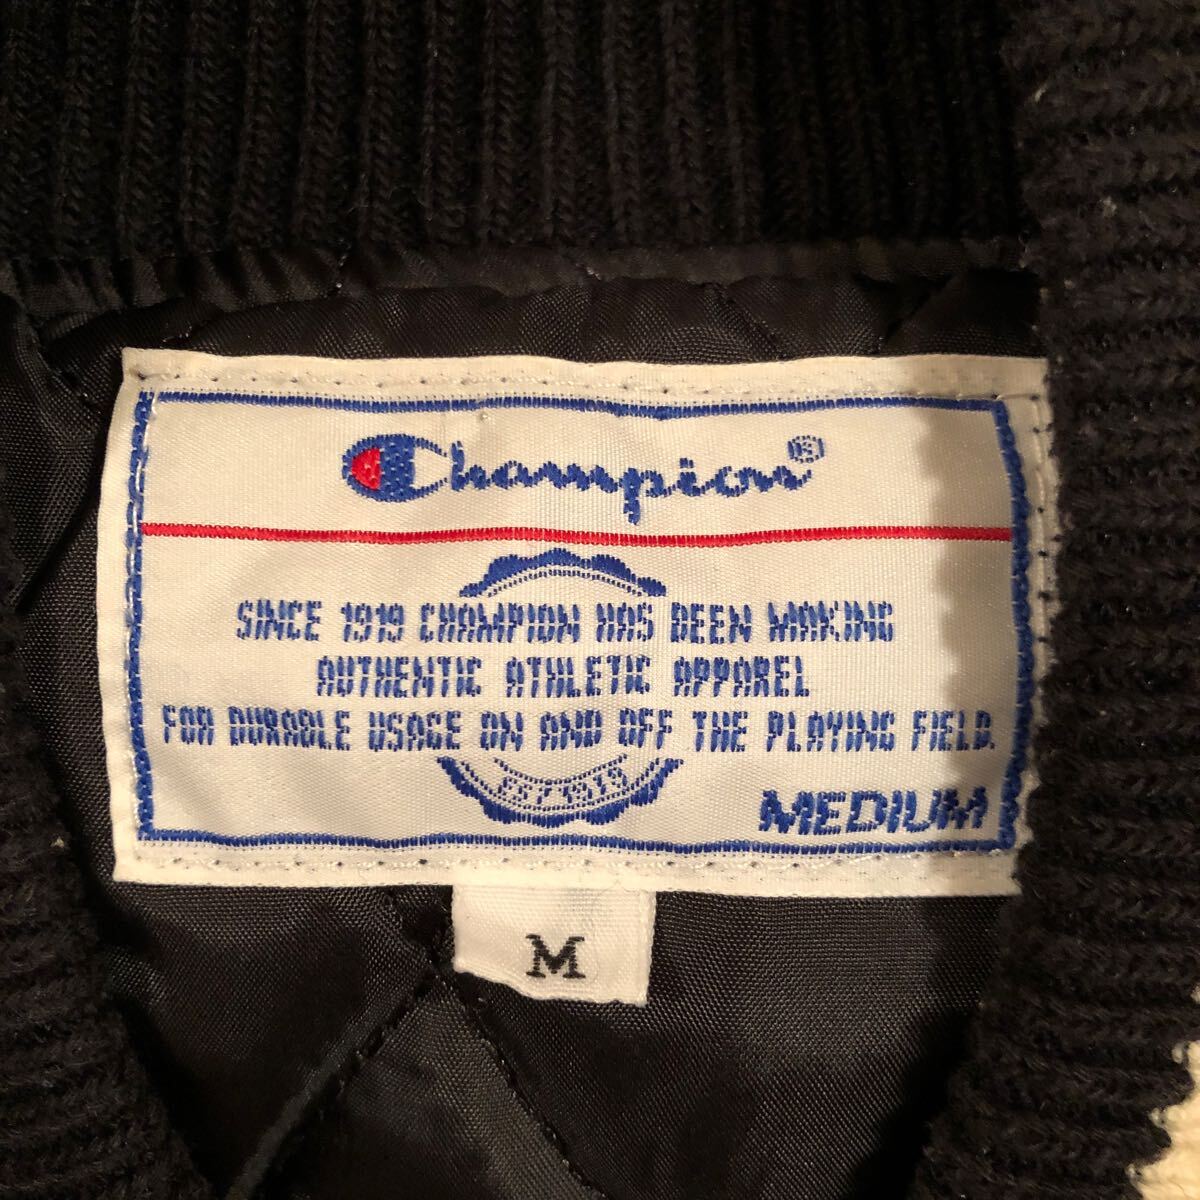 Champion®
SINCE 1919 CHAMPION HAS BEEN MAKING
AUTHENTIC ATHLETIC APPAREL
FOR DURABLE USAGE ON AND OFF THE PLAYING FIELD.
EST 1919
MEDIUM
M